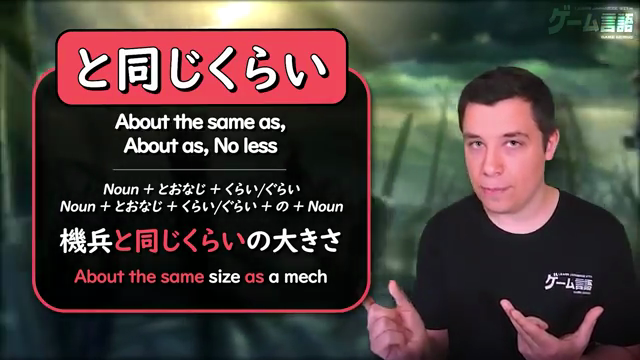 と同じくらい
About the same as,
About as, No less
Noun + とおなじ + くらい/ぐらい
Noun + とおなじ + くらい/ぐらい + の + Noun
機兵と同じくらいの大きさ
About the same size as a mech
ゲーム言語
ゲーム言語